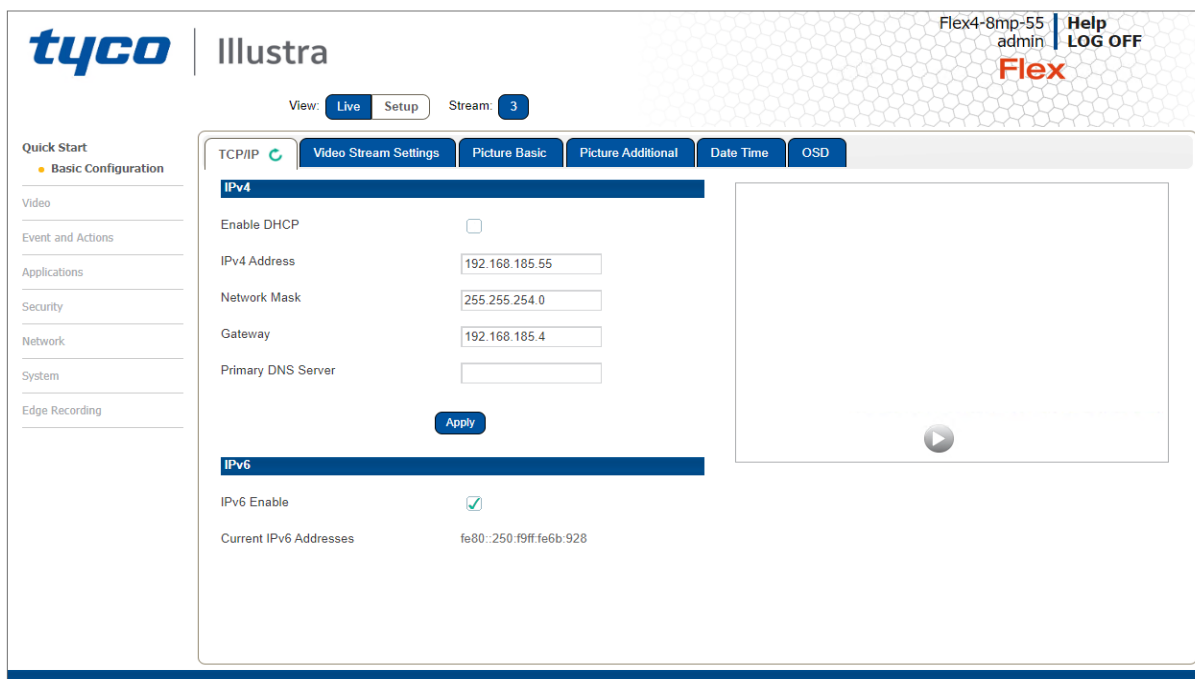 tyco Illustra
Flex4-8mp-55 Help
admin LOG OFF
Flex
View: Live Setup Stream: 3
Quick Start
Basic Configuration
Video
Event and Actions
Applications
Security
Network
System
Edge Recording
TCP/IP Video Stream Settings Picture Basic Picture Additional Date Time OSD
IPv4
Enable DHCP
IPv4 Address 192.168.185.55
Network Mask 255.255.254.0
Gateway 192.168.185.4
Primary DNS Server
Apply
IPv6
IPv6 Enable
Current IPv6 Addresses fe80::250:f9ff:fe6b:928